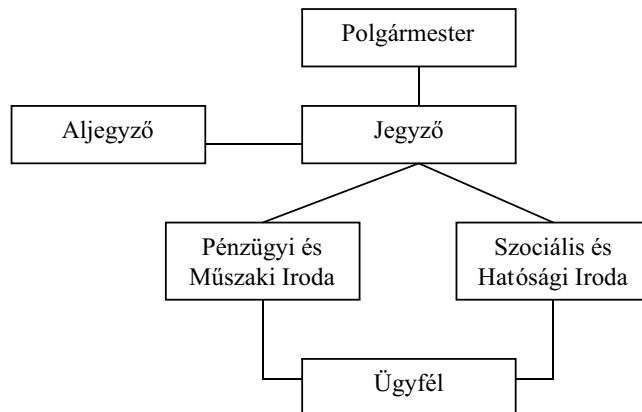 Polgármester
Aljegyző
Jegyző
Pénzügyi és
Műszaki Iroda
Szociális és
Hatósági Iroda
Ügyfél